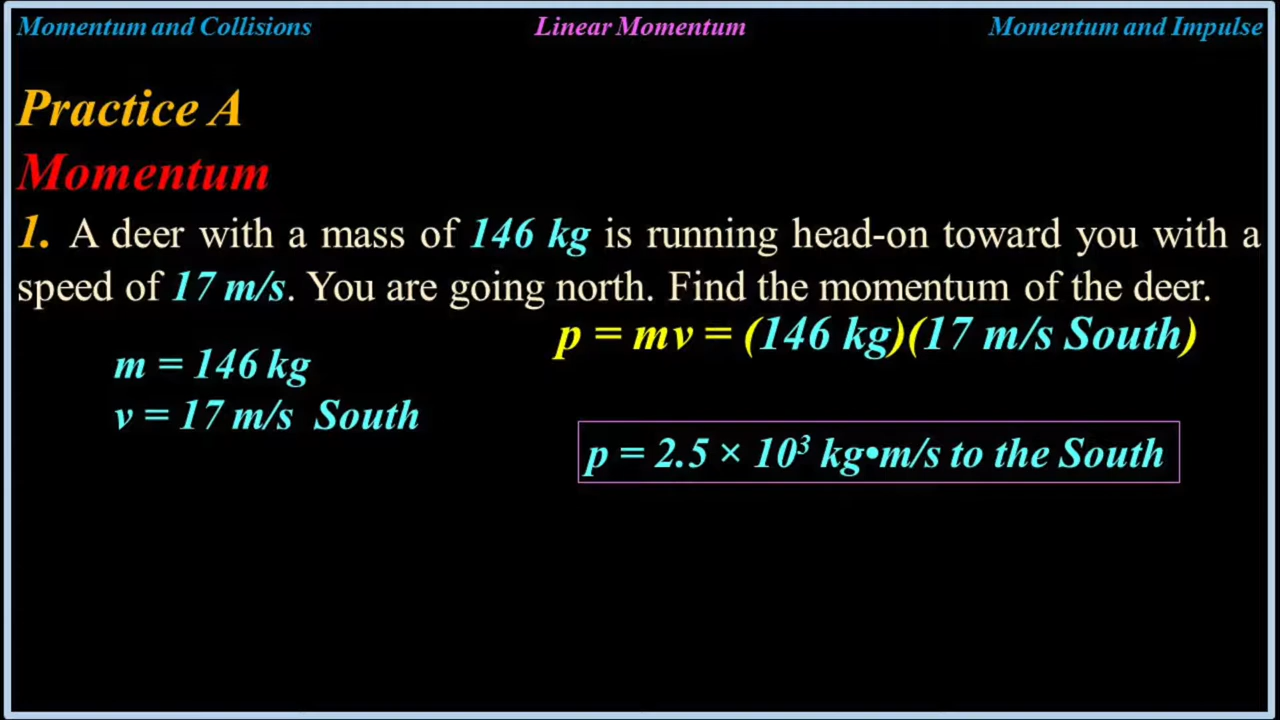 Momentum and Collisions
Linear Momentum
Momentum and Impulse
Practice A
Momentum
1. A deer with a mass of 146 kg is running head-on toward you with a
speed of 17 m/s. You are going north. Find the momentum of the deer.
p = mv = (146 kg)(17 m/s South)
m = 146 kg
v = 17 m/s South
p = 2.5 × 10³ kg•m/s to the South